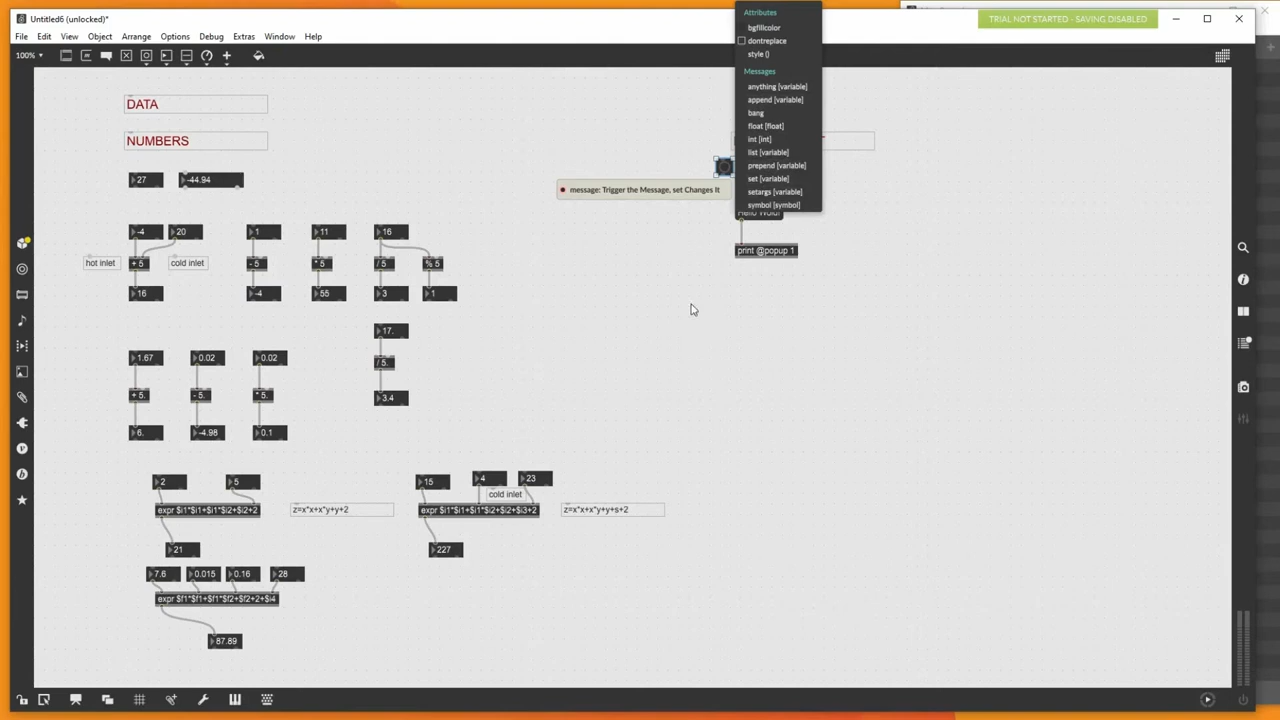 Untitled6 (unlocked)*
TRIAL NOT STARTED - SAVING DISABLED
File Edit View Object Arrange Options Debug Extras Window Help
100%
Attributes
bgfillcolor
dontreplace
style ()
Messages
anything [variable]
append [variable]
bang
float [float]
int [int]
list [variable]
prepend [variable]
set [variable]
setargs [variable]
symbol [symbol]
DATA
NUMBERS
27 -44.94
message: Trigger the Message, set Changes It
print @popup 1
-4 20 1 11 16
hot inlet + 5 cold inlet - 5 * 5 / 5 % 5
16 -4 55 3 1
17.
/ 5.
3.4
1.67 0.02 0.02
+ 5. - 5. * 5.
6. -4.98 0.1
2 5 15 4 23
cold inlet
expr $i1*$i1+$i1*$i2+$i2+2 z=x*x+x*y+y+2 expr $i1*$i1+$i1*$i2+$i2+$i3+2 z=x*x+x*y+y+s+2
21 227
7.6 0.015 0.16 28
expr $f1*$f1+$f1*$f2+$f2+2+$i4
87.89